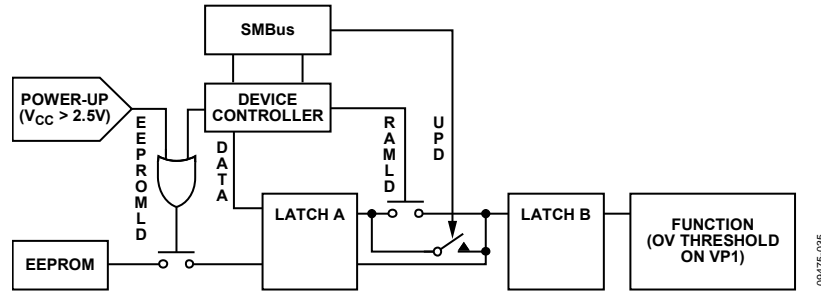 SMBus
POWER-UP
(VCC > 2.5V)
DEVICE
CONTROLLER
EEPROMLD
DATA
RAMLD
UPD
EEPROM
LATCH A
LATCH B
FUNCTION
(OV THRESHOLD
ON VP1)
09475-035